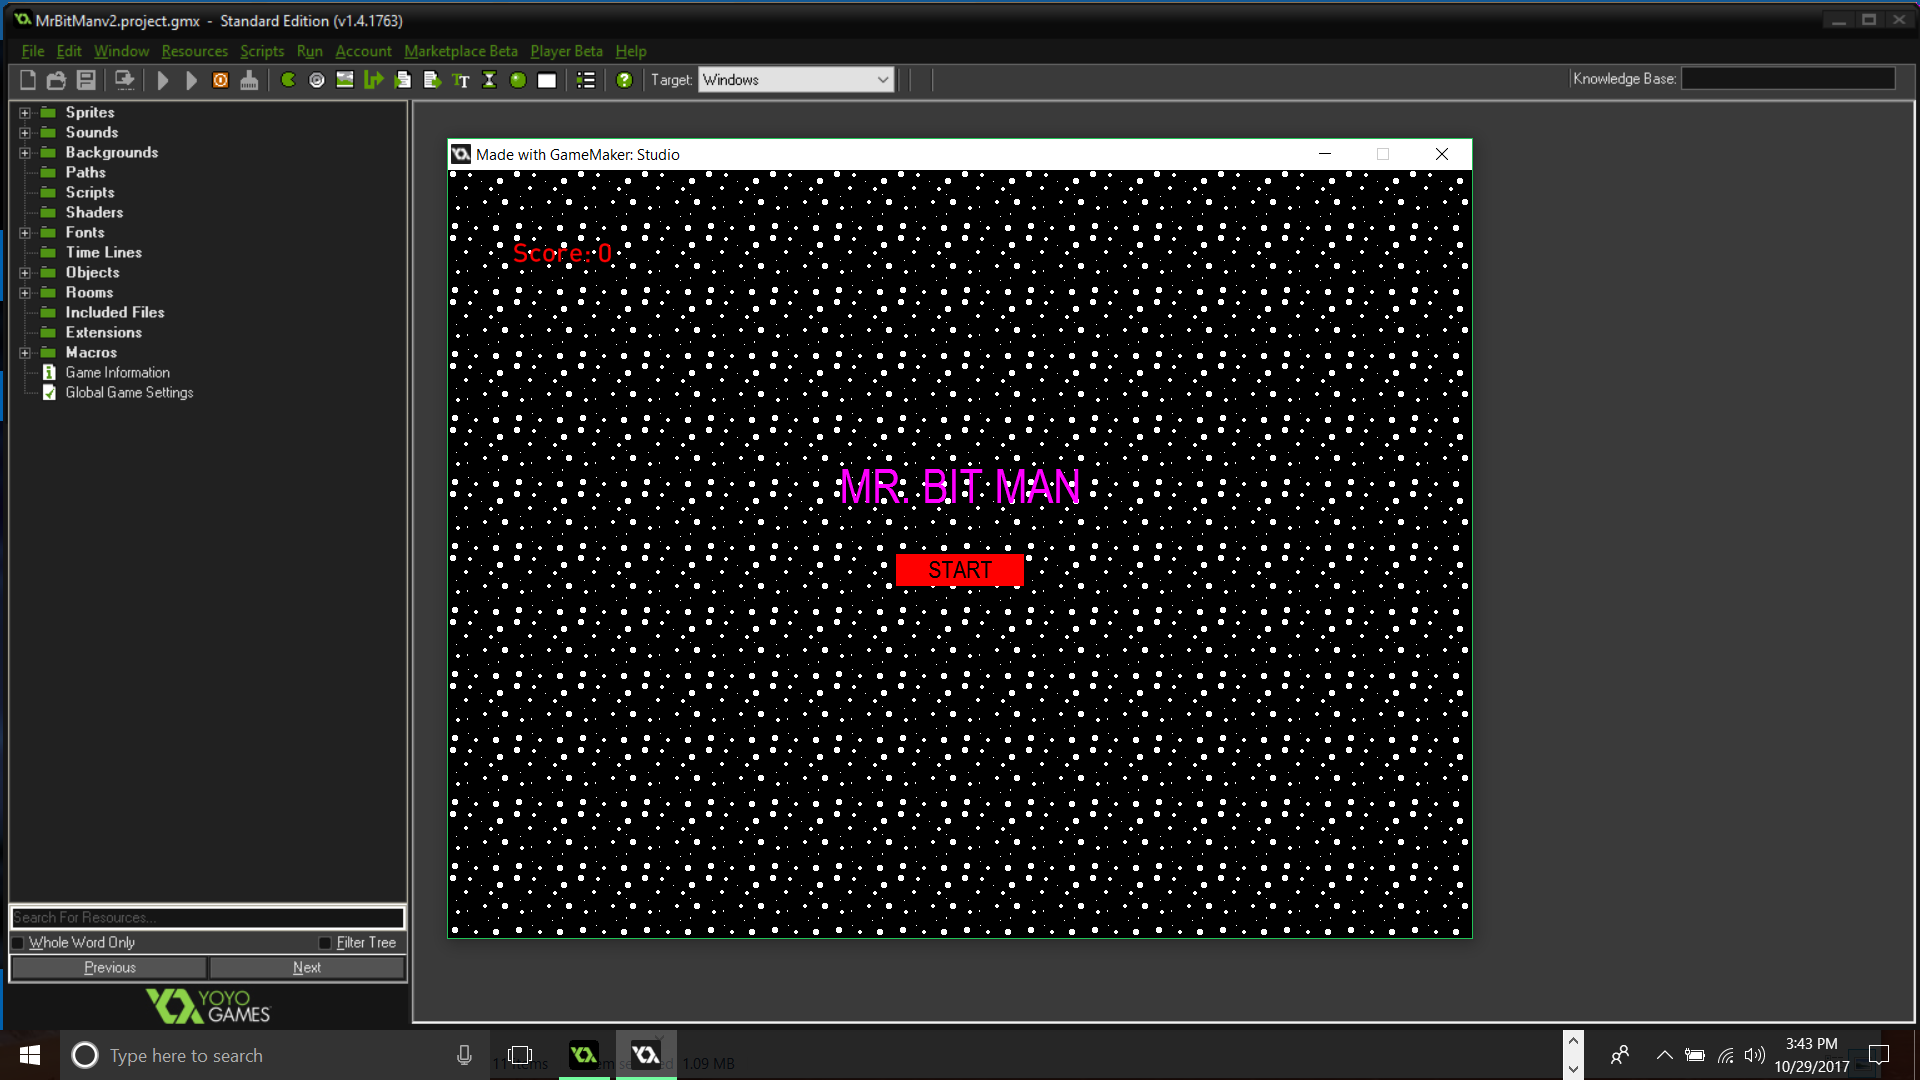 MrBitManv2.project.gmx - Standard Edition (v1.4.1763)
File Edit Window Resources Scripts Run Account Marketplace Beta Player Beta Help
Target: Windows
Knowledge Base:
Sprites
Sounds
Backgrounds
Paths
Scripts
Shaders
Fonts
Time Lines
Objects
Rooms
Included Files
Extensions
Macros
Game Information
Global Game Settings
Made with GameMaker: Studio
Score: 0
MR. BIT MAN
START
Search For Resources...
Whole Word Only
Filter Tree
Previous
Next
YOYO
GAMES
Type here to search
11 items
1.09 MB
3:43 PM
10/29/2017